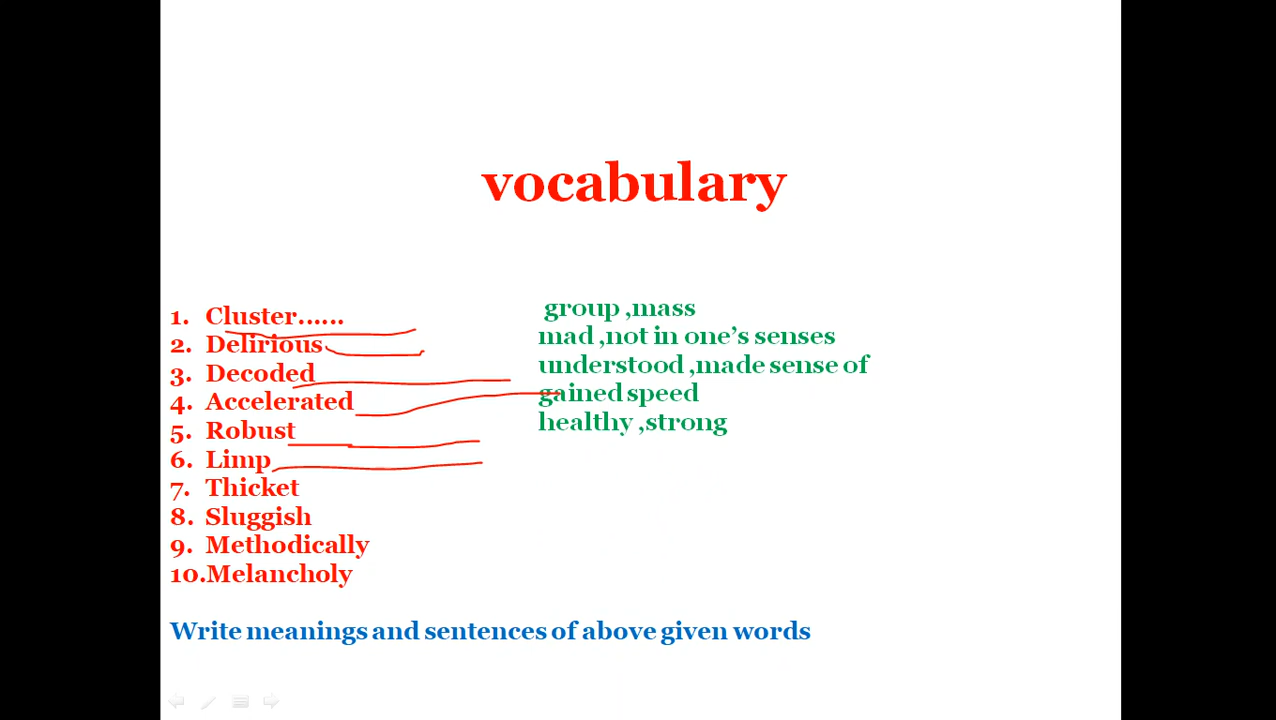 vocabulary
1. Cluster...... group ,mass
2. Delirious mad ,not in one’s senses
3. Decoded understood ,made sense of
4. Accelerated gained speed
5. Robust healthy ,strong
6. Limp
7. Thicket
8. Sluggish
9. Methodically
10.Melancholy
Write meanings and sentences of above given words